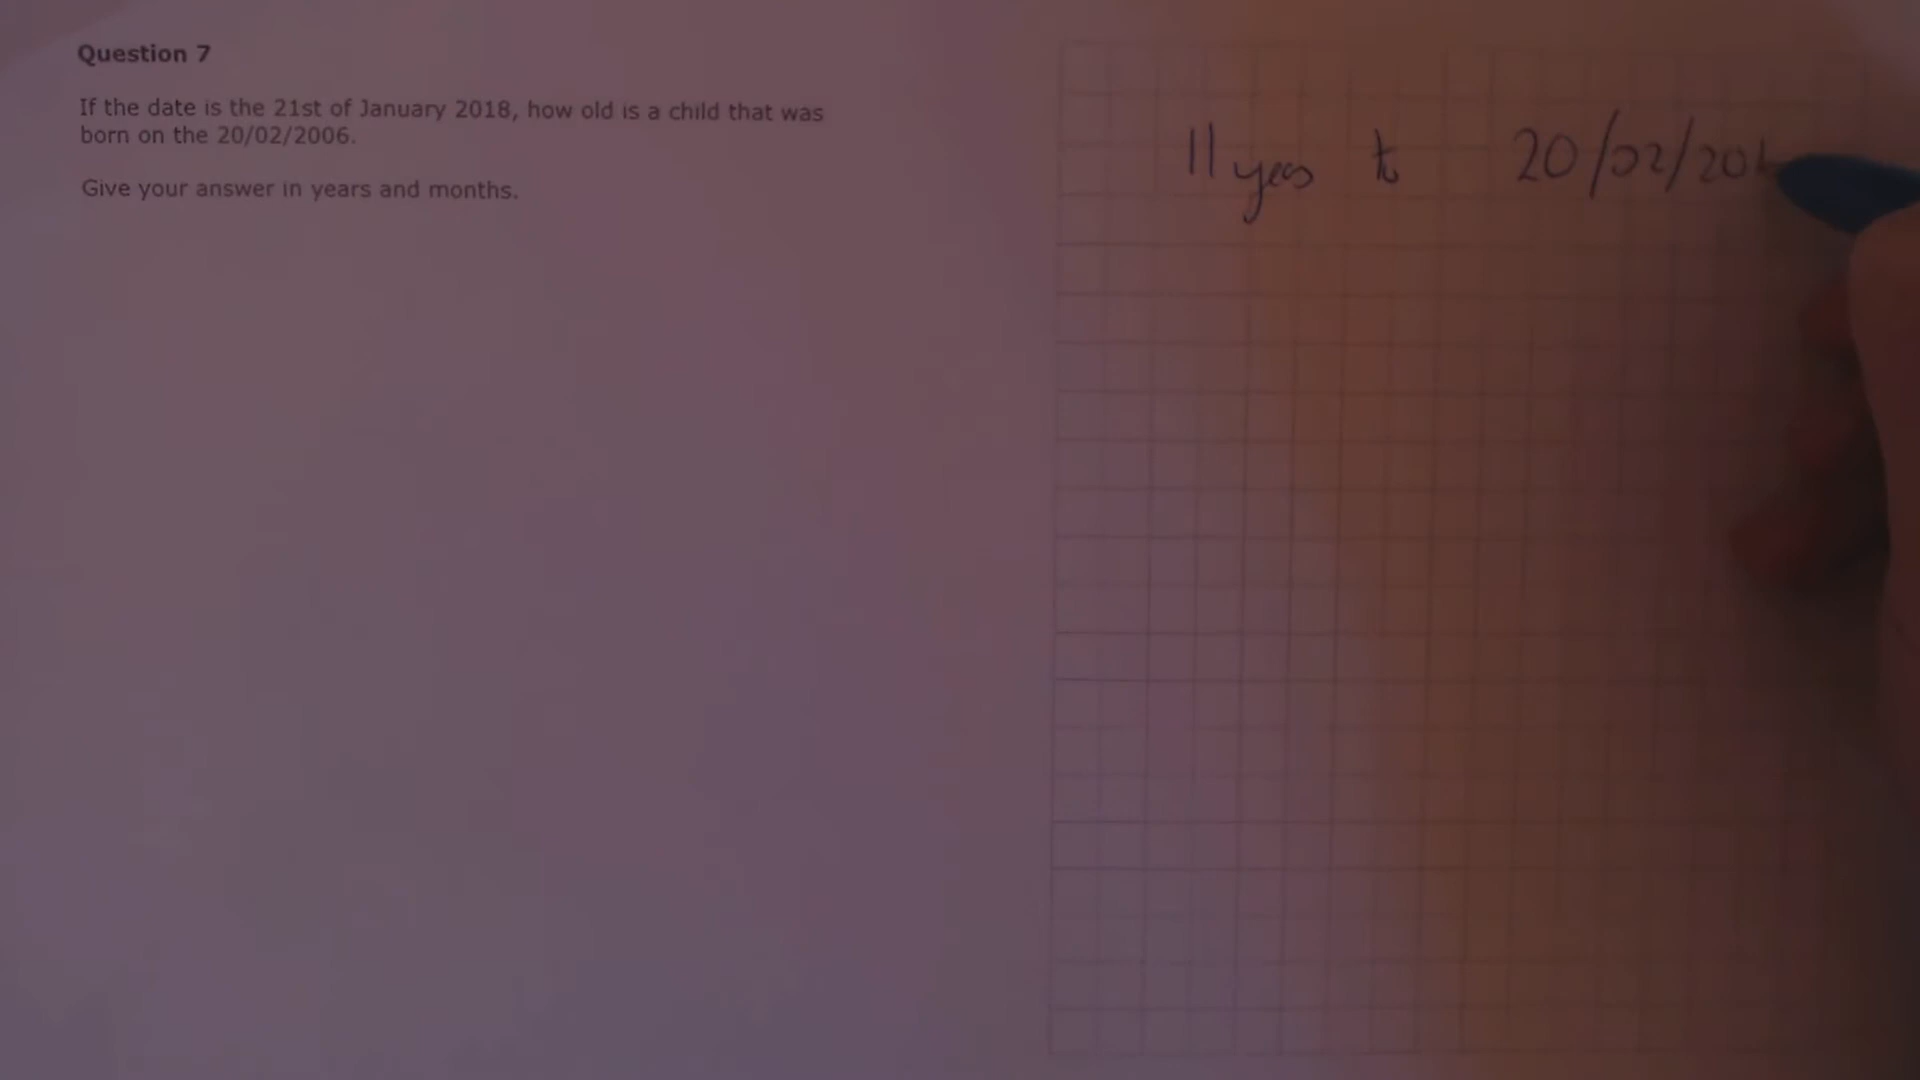 Question 7
If the date is the 21st of January 2018, how old is a child that was
born on the 20/02/2006.
Give your answer in years and months.
11 years to 20/02/201